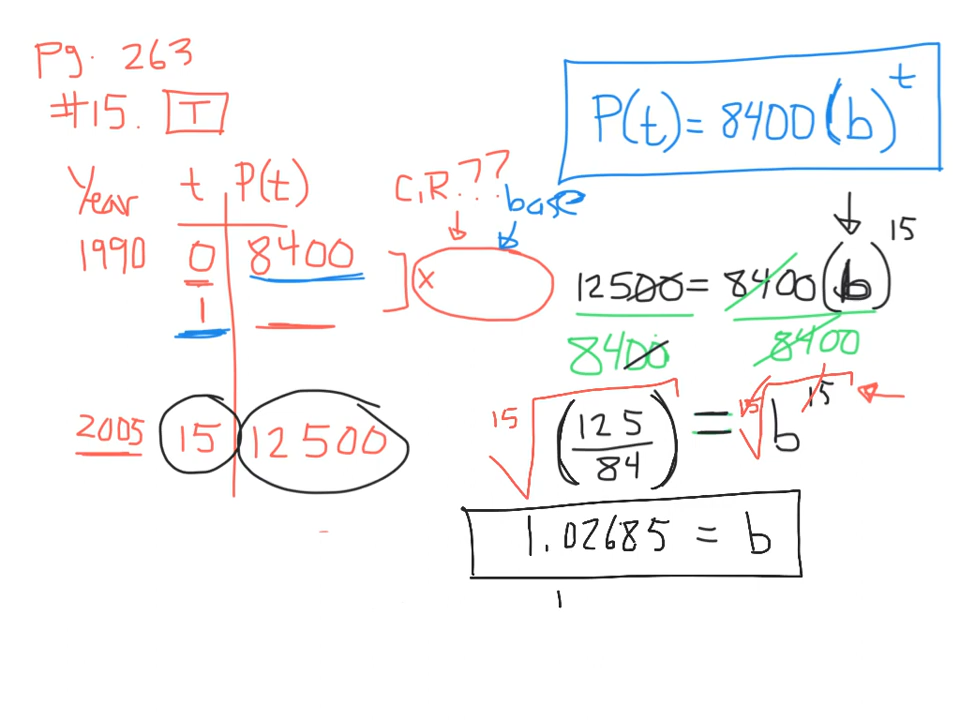 Pg. 263
#15. T
P(t) = 8400(b)^t
Year t P(t)
C.R.??
base
1990 0 8400
x
1
12500 = 8400(b)^15
8400 8400
2005 15 12500
15√(125/84) = 15√b^15
1.02685 = b
1